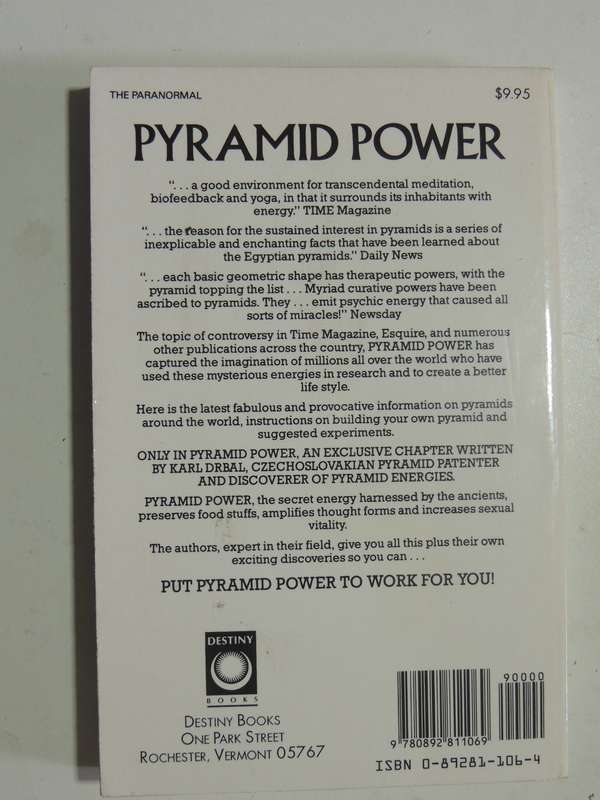 THE PARANORMAL
$9.95
PYRAMID POWER
“. . . a good environment for transcendental meditation,
biofeedback and yoga, in that it surrounds its inhabitants with
energy.” TIME Magazine
“. . . the reason for the sustained interest in pyramids is a series of
inexplicable and enchanting facts that have been learned about
the Egyptian pyramids.” Daily News
“. . . each basic geometric shape has therapeutic powers, with the
pyramid topping the list . . . Myriad curative powers have been
ascribed to pyramids. They . . . emit psychic energy that caused all
sorts of miracles!” Newsday
The topic of controversy in Time Magazine, Esquire, and numerous
other publications across the country, PYRAMID POWER has
captured the imagination of millions all over the world who have
used these mysterious energies in research and to create a better
life style.
Here is the latest fabulous and provocative information on pyramids
around the world, instructions on building your own pyramid and
suggested experiments.
ONLY IN PYRAMID POWER, AN EXCLUSIVE CHAPTER WRITTEN
BY KARL DRBAL, CZECHOSLOVAKIAN PYRAMID PATENTER
AND DISCOVERER OF PYRAMID ENERGIES.
PYRAMID POWER, the secret energy harnessed by the ancients,
preserves food stuffs, amplifies thought forms and increases sexual
vitality.
The authors, expert in their field, give you all this plus their own
exciting discoveries so you can . . .
PUT PYRAMID POWER TO WORK FOR YOU!
DESTINY
BOOKS
DESTINY BOOKS
ONE PARK STREET
ROCHESTER, VERMONT 05767
90000
9 780892 811069
ISBN 0-89281-106-4